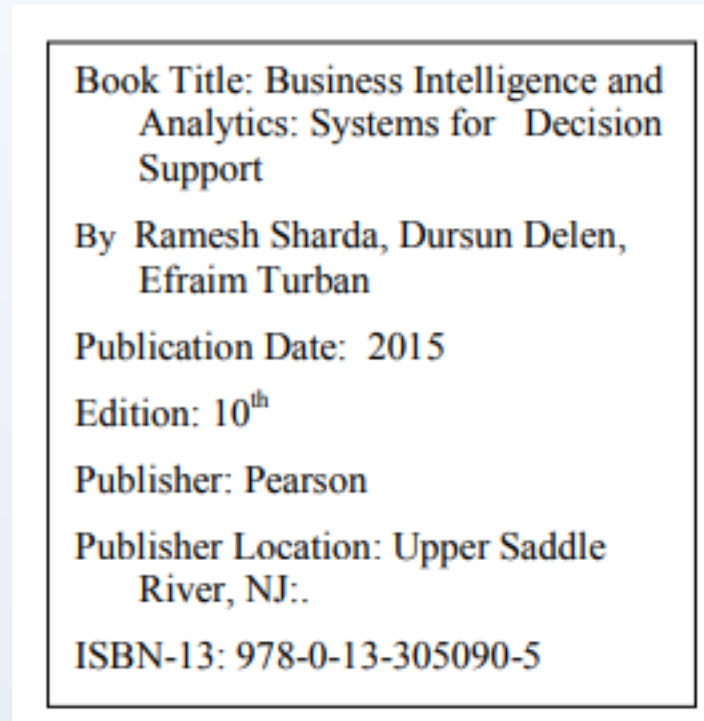 Book Title: Business Intelligence and
Analytics: Systems for Decision
Support
By Ramesh Sharda, Dursun Delen,
Efraim Turban
Publication Date: 2015
Edition: 10th
Publisher: Pearson
Publisher Location: Upper Saddle
River, NJ:.
ISBN-13: 978-0-13-305090-5